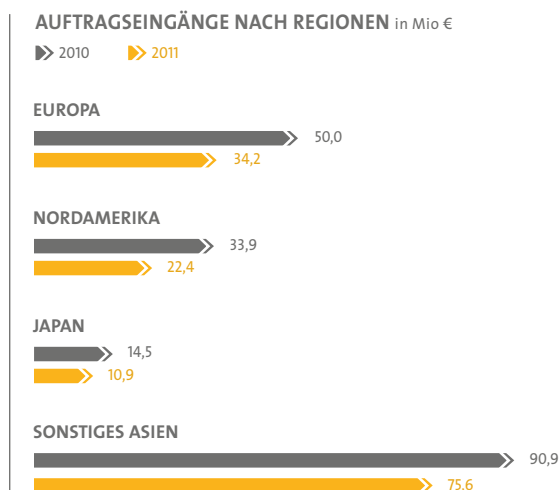 AUFTRAGSEINGÄNGE NACH REGIONEN in Mio €
2010 2011
EUROPA
50,0
34,2
NORDAMERIKA
33,9
22,4
JAPAN
14,5
10,9
SONSTIGES ASIEN
90,9
75,6